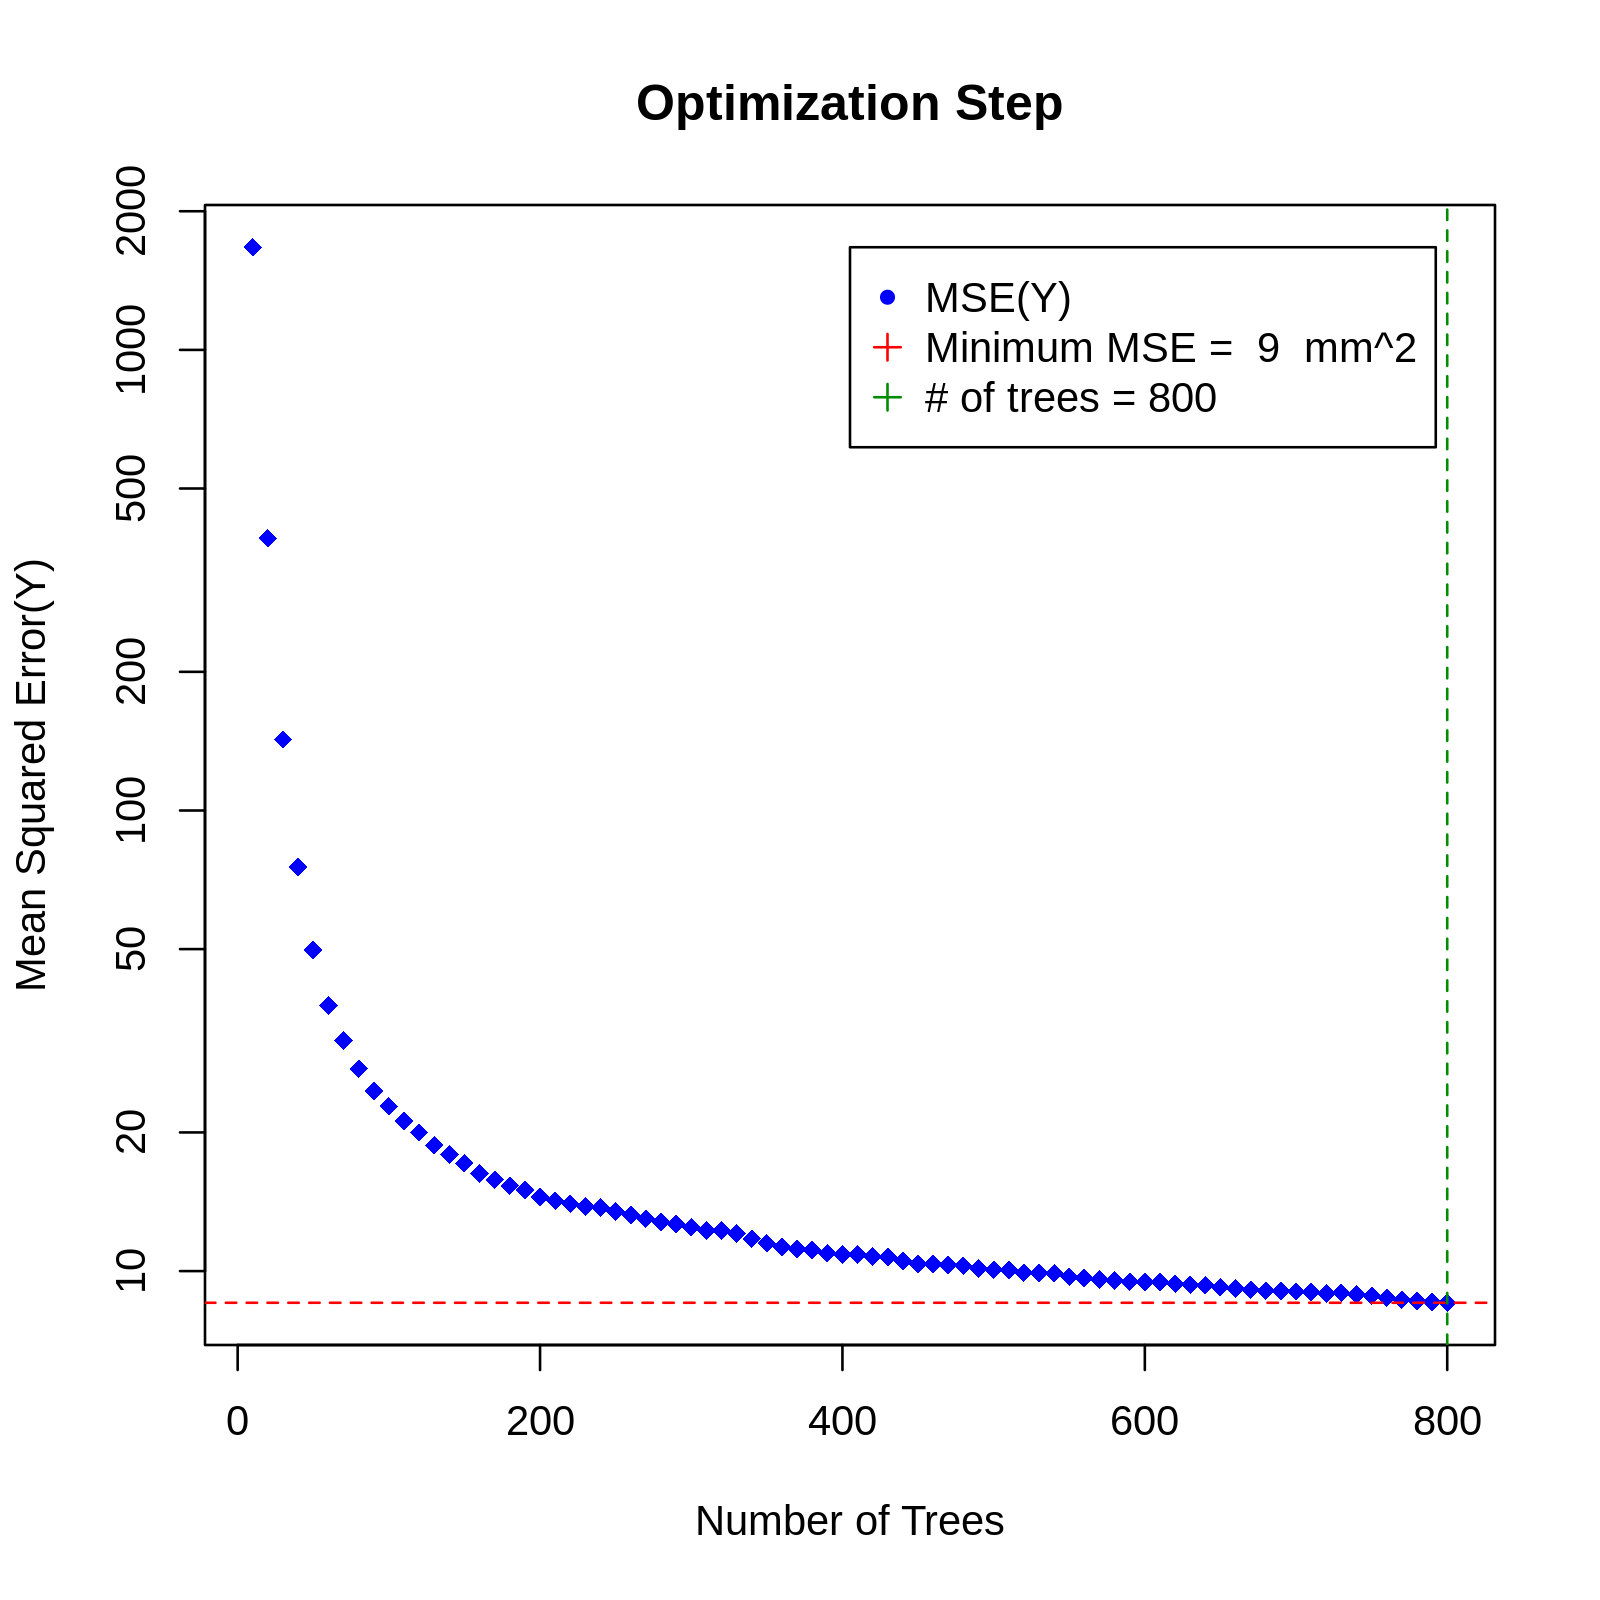 Optimization Step
2000
1000
500
200
100
50
20
10
Mean Squared Error(Y)
MSE(Y)
Minimum MSE =  9  mm^2
# of trees = 800
0 200 400 600 800
Number of Trees